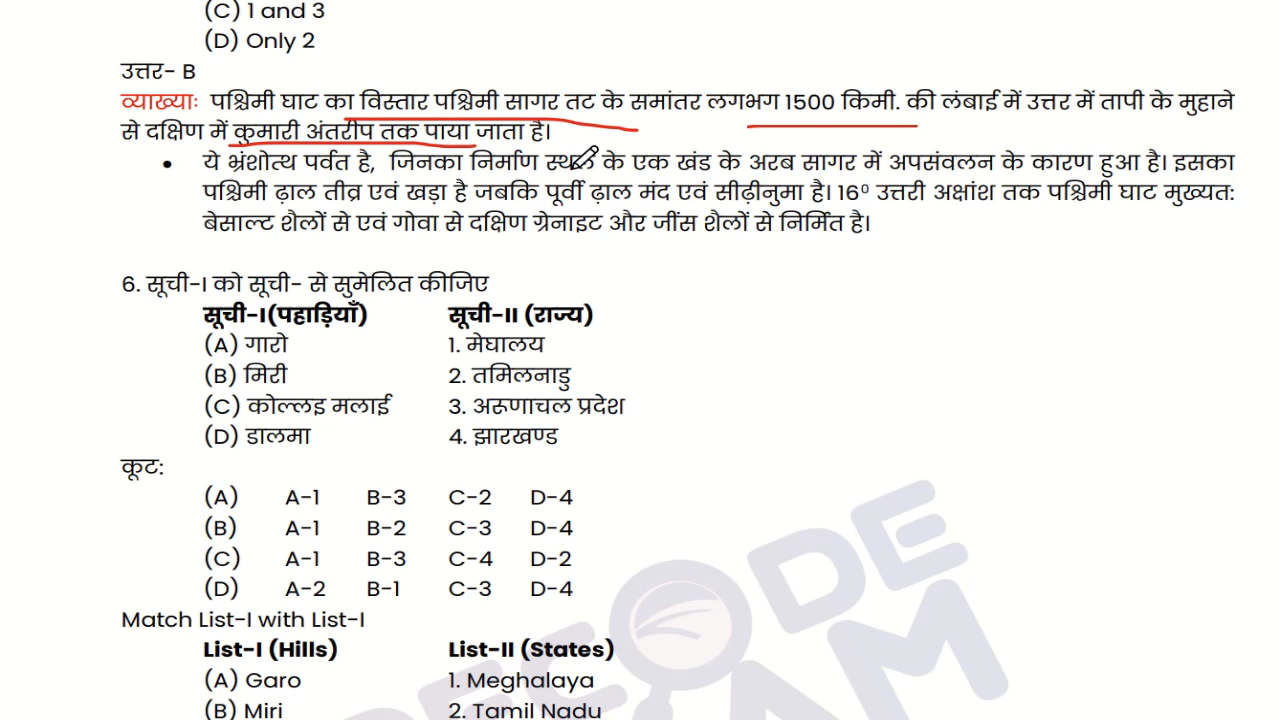 (C) 1 and 3
(D) Only 2
उत्तर- B
व्याख्याः पश्चिमी घाट का विस्तार पश्चिमी सागर तट के समांतर लगभग 1500 किमी. की लंबाई में उत्तर में तापी के मुहाने
से दक्षिण में कुमारी अंतरीप तक पाया जाता है।
• ये भ्रंशोत्थ पर्वत है, जिनका निर्माण स्थल के एक खंड के अरब सागर में अपसंवलन के कारण हुआ है। इसका
पश्चिमी ढ़ाल तीव्र एवं खड़ा है जबकि पूर्वी ढ़ाल मंद एवं सीढ़ीनुमा है। 16⁰ उत्तरी अक्षांश तक पश्चिमी घाट मुख्यतः
बेसाल्ट शैलों से एवं गोवा से दक्षिण ग्रेनाइट और जींस शैलों से निर्मित है।
6. सूची-I को सूची- से सुमेलित कीजिए
सूची-I(पहाड़ियाँ) सूची-II (राज्य)
(A) गारो 1. मेघालय
(B) मिरी 2. तमिलनाडु
(C) कोल्लइ मलाई 3. अरूणाचल प्रदेश
(D) डालमा 4. झारखण्ड
कूट:
(A) A-1 B-3 C-2 D-4
(B) A-1 B-2 C-3 D-4
(C) A-1 B-3 C-4 D-2
(D) A-2 B-1 C-3 D-4
Match List-I with List-I
List-I (Hills) List-II (States)
(A) Garo 1. Meghalaya
(B) Miri 2. Tamil Nadu